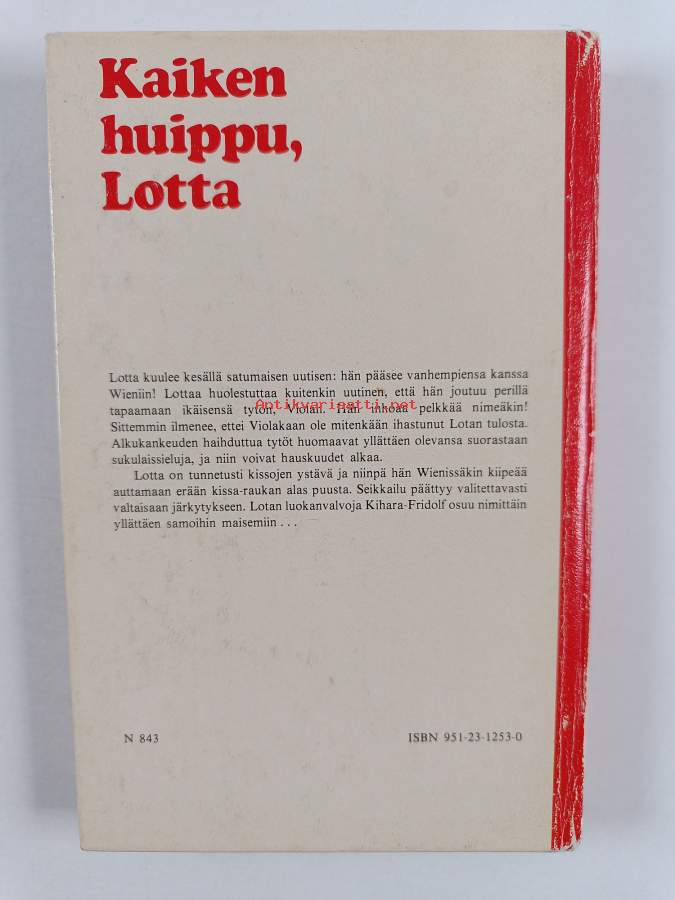 Kaiken
huippu,
Lotta
Lotta kuulee kesällä satumaisen uutisen: hän pääsee vanhempiensa kanssa
Wieniin! Lottaa huolestuttaa kuitenkin uutinen, että hän joutuu perillä
tapaamaan ikäisensä tytön, Violan. Hän inhoaa pelkkää nimeäkin!
Antikvariaatti.net
Sittemmin ilmenee, ettei Violakaan ole mitenkään ihastunut Lotan tulosta.
Alkukankeuden haihduttua tytöt huomaavat yllättäen olevansa suorastaan
sukulaissieluja, ja niin voivat hauskuudet alkaa.
Lotta on tunnetusti kissojen ystävä ja niinpä hän Wienissäkin kiipeää
auttamaan erään kissa-raukan alas puusta. Seikkailu päättyy valitettavasti
valtaisaan järkytykseen. Lotan luokanvalvoja Kihara-Fridolf osuu nimittäin
yllättäen samoihin maisemiin . . .
N 843
ISBN 951-23-1253-0